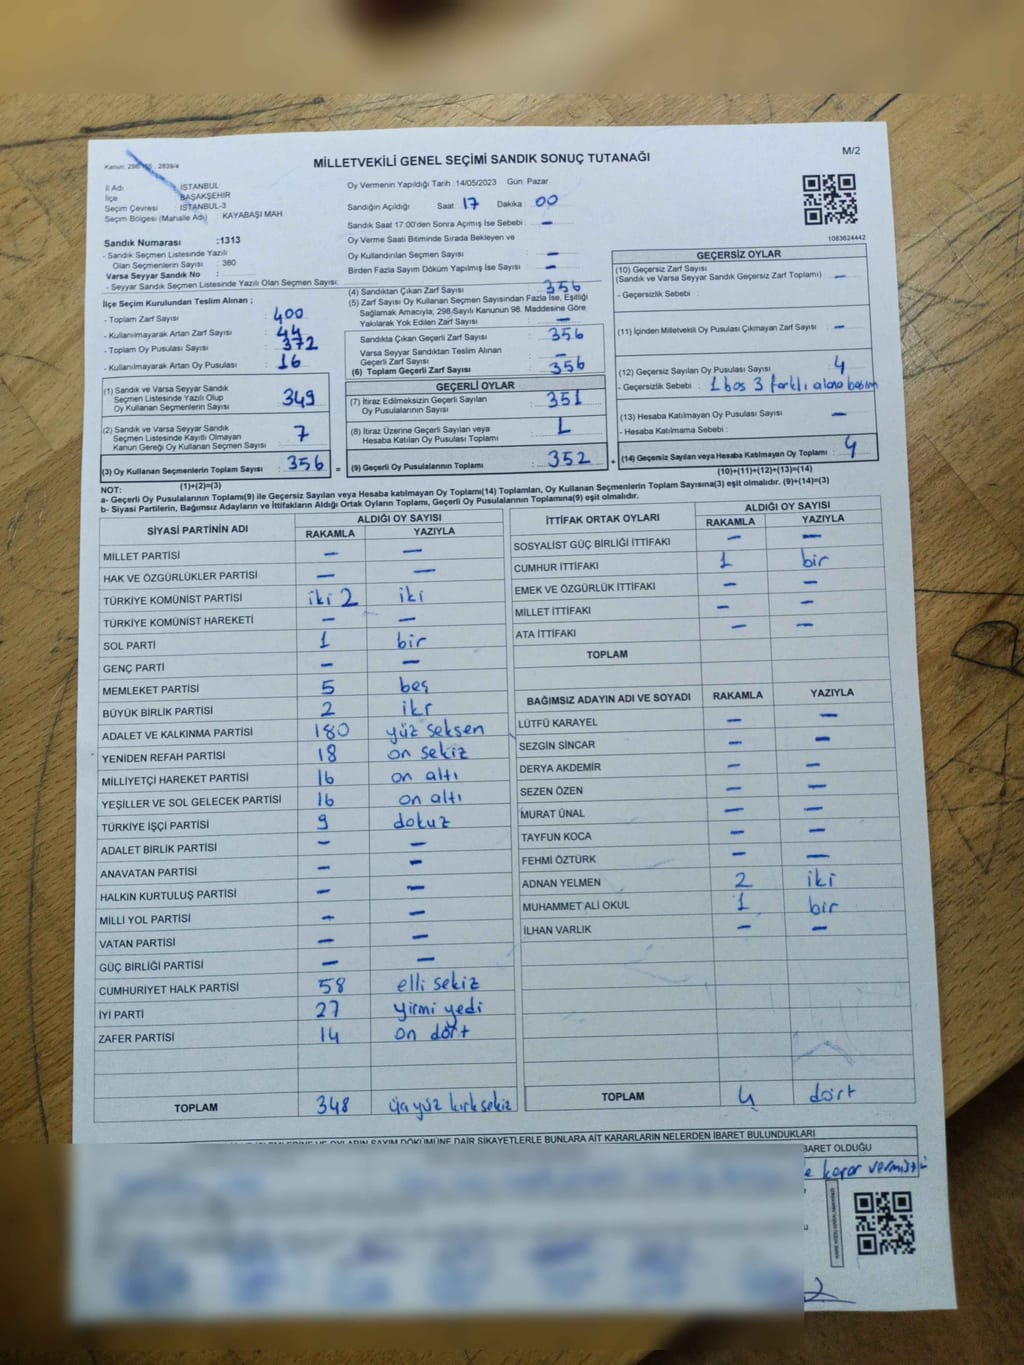 Kanun: 298/105 , 2839/4
MİLLETVEKİLİ GENEL SEÇİMİ SANDIK SONUÇ TUTANAĞI
M/2
İl Adı : İSTANBUL
İlçe : BAŞAKŞEHİR
Seçim Çevresi : İSTANBUL-3
Seçim Bölgesi (Mahalle Adı) : KAYABAŞI MAH.
Oy Vermenin Yapıldığı Tarih : 14/05/2023 Gün: Pazar
Sandığın Açıldığı Saat: 17 Dakika: 00
Sandık Saat 17:00'den Sonra Açılmış İse Sebebi : –
Oy Verme Saati Bitiminde Sırada Bekleyen ve
Oy Kullandırılan Seçmen Sayısı : –
Birden Fazla Sayım Döküm Yapılmış İse Sayısı : –
1083624442
Sandık Numarası :1313
- Sandık Seçmen Listesinde Yazılı
Olan Seçmenlerin Sayısı : 380
Varsa Seyyar Sandık No :
- Seyyar Sandık Seçmen Listesinde Yazılı Olan Seçmen Sayısı:
İlçe Seçim Kurulundan Teslim Alınan ;
- Toplam Zarf Sayısı : 400
- Kullanılmayarak Artan Zarf Sayısı : 44
- Toplam Oy Pusulası Sayısı : 372
- Kullanılmayarak Artan Oy Pusulası : 16
(1) Sandık ve Varsa Seyyar Sandık
Seçmen Listesinde Yazılı Olup
Oy Kullanan Seçmenlerin Sayısı : 349
(2) Sandık ve Varsa Seyyar Sandık
Seçmen Listesinde Kayıtlı Olmayan
Kanun Gereği Oy Kullanan Seçmen Sayısı : 7
(3) Oy Kullanan Seçmenlerin Toplam Sayısı : 356 =
(1)+(2)=(3)
(4) Sandıktan Çıkan Zarf Sayısı : 356
(5) Zarf Sayısı Oy Kullanan Seçmen Sayısından Fazla İse, Eşitliği
Sağlamak Amacıyla; 298 Sayılı Kanunun 98. Maddesine Göre
Yakılarak Yok Edilen Zarf Sayısı : –
Sandıkta Çıkan Geçerli Zarf Sayısı : 356
Varsa Seyyar Sandıktan Teslim Alınan
Geçerli Zarf Sayısı : –
(6) Toplam Geçerli Zarf Sayısı : 356
GEÇERLİ OYLAR
(7) İtiraz Edilmeksizin Geçerli Sayılan
Oy Pusulalarının Sayısı : 351
(8) İtiraz Üzerine Geçerli Sayılan veya
Hesaba Katılan Oy Pusulası Toplamı : 1
(9) Geçerli Oy Pusulalarının Toplamı : 352 +
GEÇERSİZ OYLAR
(10) Geçersiz Zarf Sayısı
(Sandık ve Varsa Seyyar Sandık Geçersiz Zarf Toplamı) : –
- Geçersizlik Sebebi :
(11) İçinden Milletvekili Oy Pusulası Çıkmayan Zarf Sayısı : –
(12) Geçersiz Sayılan Oy Pusulası Sayısı : 4
- Geçersizlik Sebebi : 1 boş 3 farklı alana basım
(13) Hesaba Katılmayan Oy Pusulası Sayısı : –
- Hesaba Katılmama Sebebi :
(14) Geçersiz Sayılan veya Hesaba Katılmayan Oy Toplamı : 4
(10)+(11)+(12)+(13)=(14)
NOT:
a- Geçerli Oy Pusulalarının Toplamı(9) ile Geçersiz Sayılan veya Hesaba katılmayan Oy Toplamı(14) Toplamları, Oy Kullanan Seçmenlerin Toplam Sayısına(3) eşit olmalıdır. (9)+(14)=(3)
b- Siyasi Partilerin, Bağımsız Adayların ve İttifakların Aldığı Ortak Oyların Toplamı, Geçerli Oy Pusulalarının Toplamına(9) eşit olmalıdır.
SİYASİ PARTİNİN ADI ALDIĞI OY SAYISI
RAKAMLA YAZIYLA
MİLLET PARTİSİ – –
HAK VE ÖZGÜRLÜKLER PARTİSİ – –
TÜRKİYE KOMÜNİST PARTİSİ iki 2 iki
TÜRKİYE KOMÜNİST HAREKETİ – –
SOL PARTİ 1 bir
GENÇ PARTİ – –
MEMLEKET PARTİSİ 5 beş
BÜYÜK BİRLİK PARTİSİ 2 iki
ADALET VE KALKINMA PARTİSİ 180 yüz seksen
YENİDEN REFAH PARTİSİ 18 on sekiz
MİLLİYETÇİ HAREKET PARTİSİ 16 on altı
YEŞİLLER VE SOL GELECEK PARTİSİ 16 on altı
TÜRKİYE İŞÇİ PARTİSİ 9 dokuz
ADALET BİRLİK PARTİSİ – –
ANAVATAN PARTİSİ – –
HALKIN KURTULUŞ PARTİSİ – –
MİLLİ YOL PARTİSİ – –
VATAN PARTİSİ – –
GÜÇ BİRLİĞİ PARTİSİ – –
CUMHURİYET HALK PARTİSİ 58 elli sekiz
İYİ PARTİ 27 yirmi yedi
ZAFER PARTİSİ 14 on dört
TOPLAM 348 üçyüz kırksekiz
İTTİFAK ORTAK OYLARI ALDIĞI OY SAYISI
RAKAMLA YAZIYLA
SOSYALİST GÜÇ BİRLİĞİ İTTİFAKI – –
CUMHUR İTTİFAKI 1 bir
EMEK VE ÖZGÜRLÜK İTTİFAKI – –
MİLLET İTTİFAKI – –
ATA İTTİFAKI – –
TOPLAM
BAĞIMSIZ ADAYIN ADI VE SOYADI RAKAMLA YAZIYLA
LÜTFÜ KARAYEL – –
SEZGİN SİNCAR – –
DERYA AKDEMİR – –
SEZEN ÖZEN – –
MURAT ÜNAL – –
TAYFUN KOCA – –
FEHMİ ÖZTÜRK – –
ADNAN YELMEN 2 iki
MUHAMMET ALİ OKUL 1 bir
İLHAN VARLIK – –
TOPLAM 4 dört
OYLARIN SAYIM DÖKÜMÜNE DAİR ŞİKAYETLERLE BUNLARA AİT KARARLARIN NELERDEN İBARET BULUNDUKLARI
BARET OLDUĞU
karar vermiştir